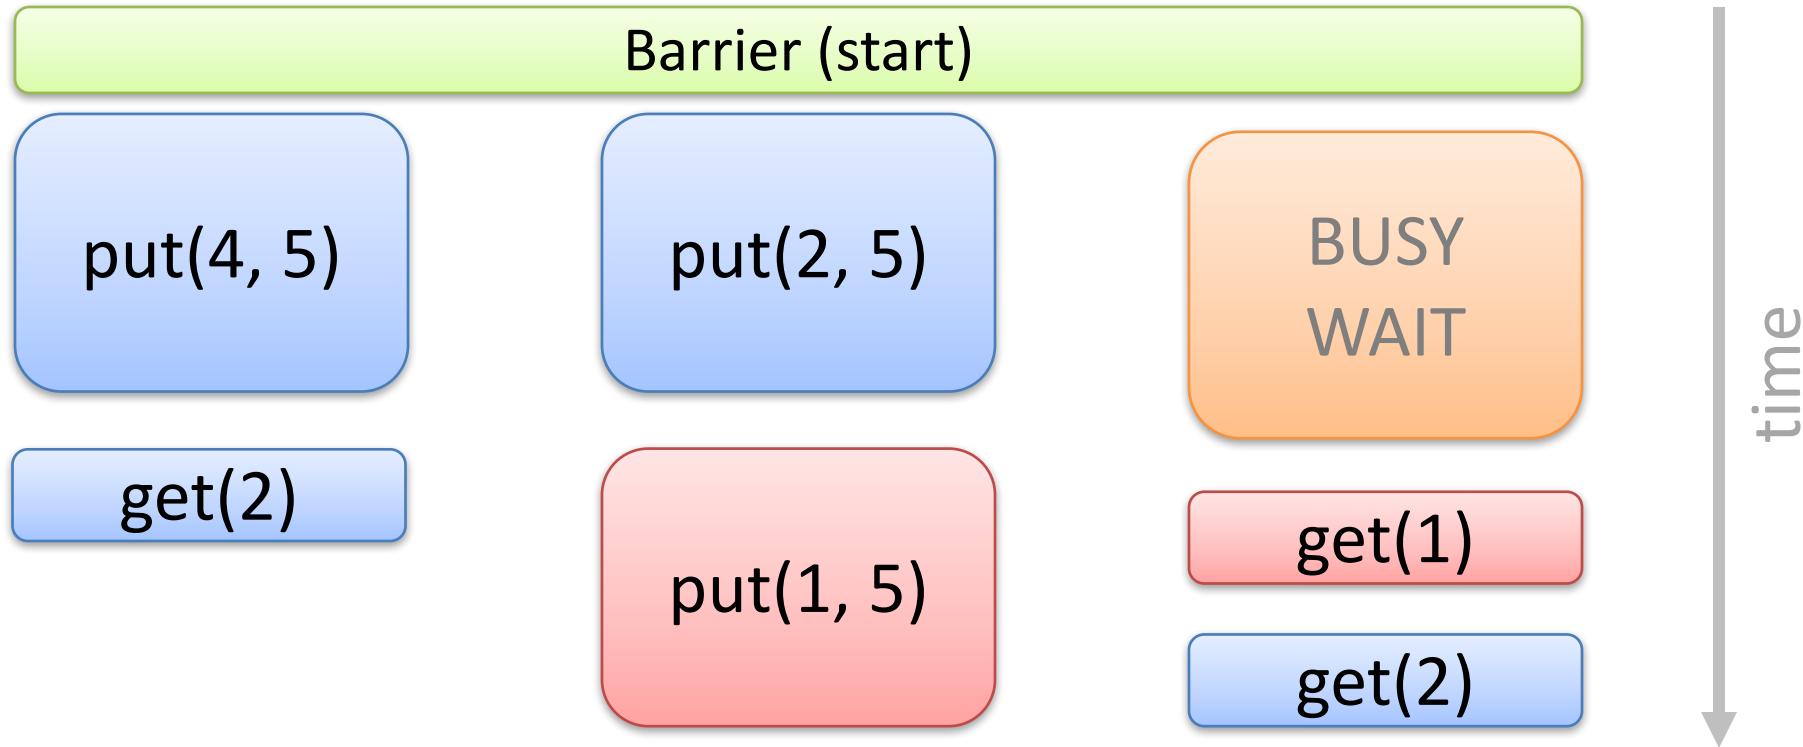 Barrier (start)
put(4, 5)
put(2, 5)
BUSY
WAIT
get(2)
put(1, 5)
get(1)
get(2)
time